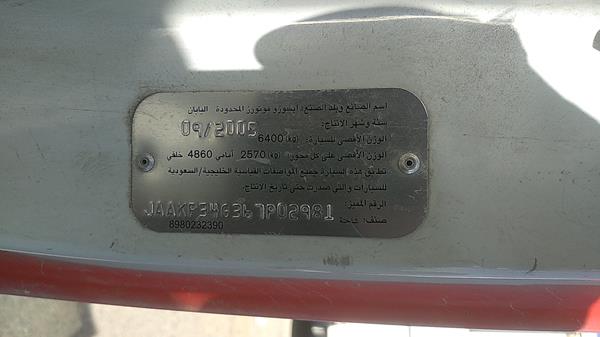 اسم الصانع وبلد الصنع: ايسوزو موتورز المحدودة اليابان
سنة وشهر الانتاج: 09/2005
الوزن الأقصى للسيارة: (kg) 6400
الوزن الأقصى على كل محور: (kg) 2570 أمامي 4860 خلفي
تطابق هذه السيارة جميع المواصفات القياسية الخليجية/السعودية
للسيارات والتي صدرت حتى تاريخ الانتاج.
الرقم المميز: JAAKP34G367P02981
صنف: شاحنة
8980232390